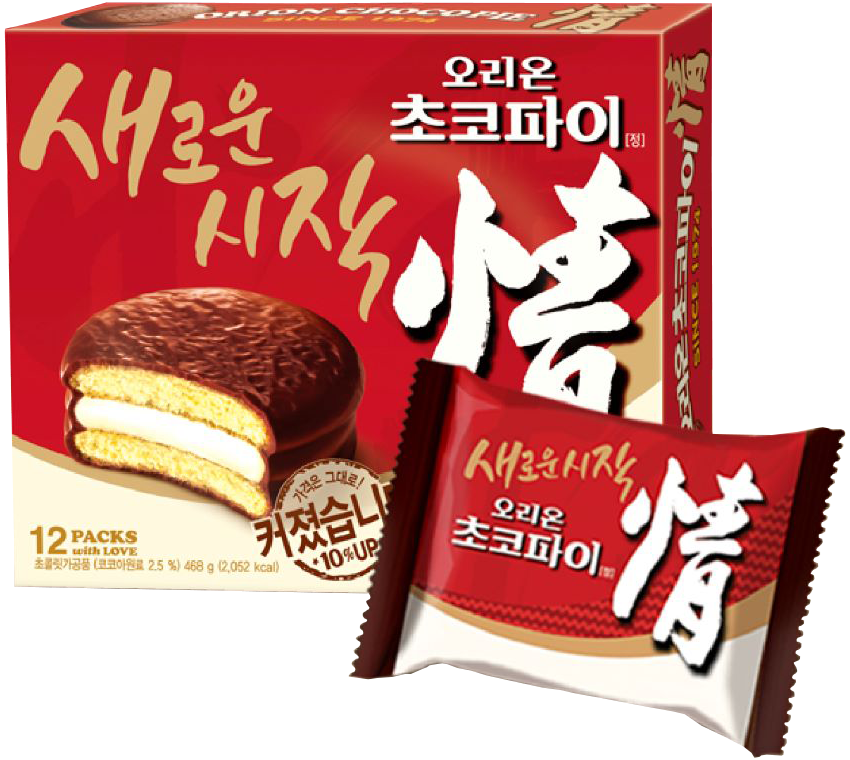 ORION CHOCOPIE
SINCE 1974
情
새로운
시작
오리온
초코파이[정]
情
가격은 그대로!
커졌습니
*10%UP
12 PACKS
with LOVE
초콜릿가공품 (코코아원료 2.5 %) 468 g (2,052 kcal)
오리온 초코파이 情
SINCE 1974
새로운시작
오리온
초코파이[정]
情